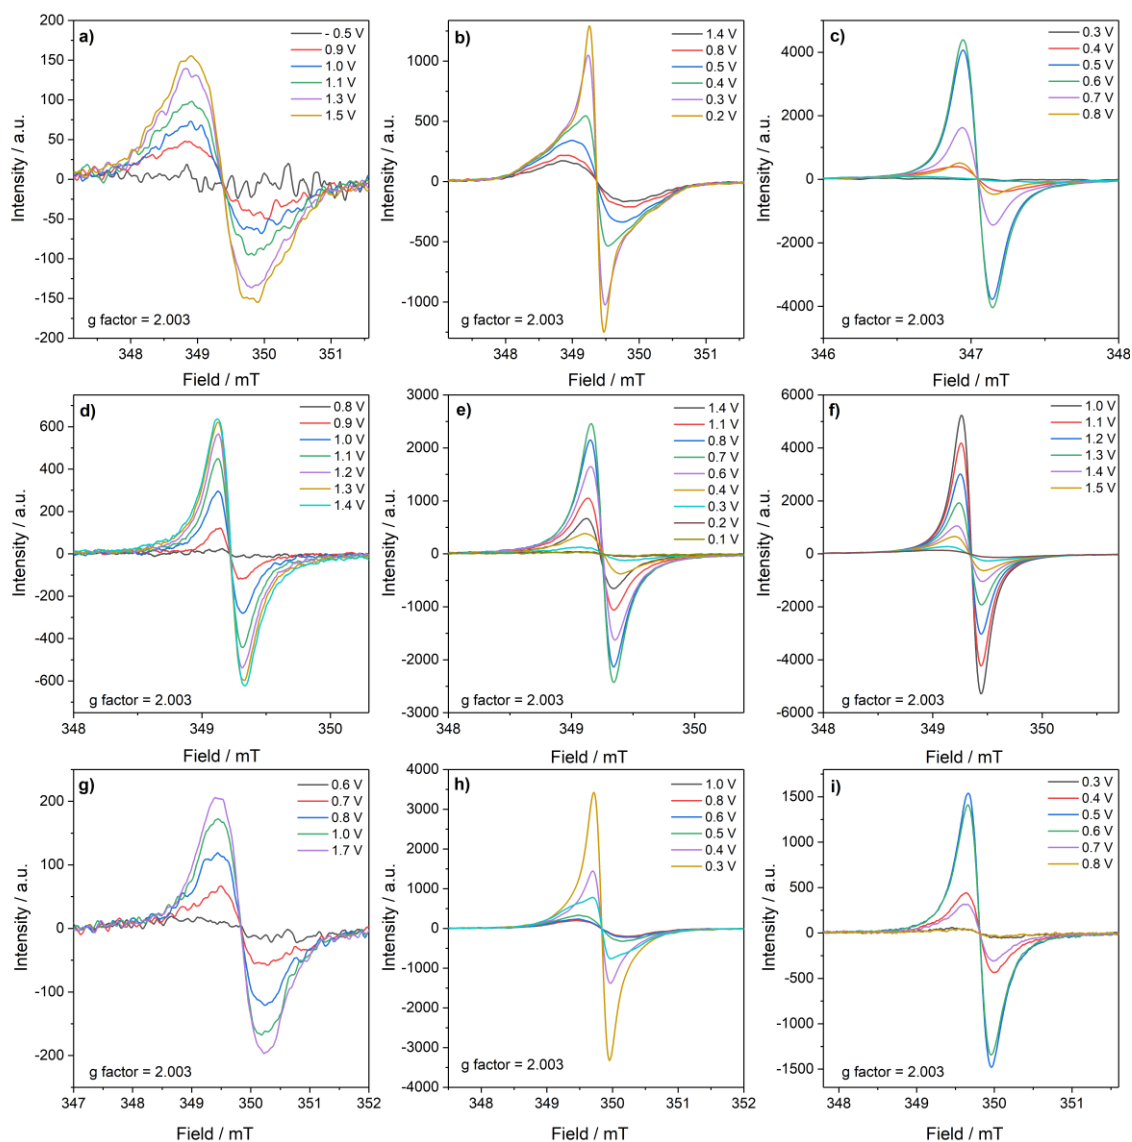 a)
- 0.5 V
0.9 V
1.0 V
1.1 V
1.3 V
1.5 V
200
150
100
50
0
-50
-100
-150
-200
Intensity / a.u.
g factor = 2.003
348 349 350 351
Field / mT
b)
1.4 V
0.8 V
0.5 V
0.4 V
0.3 V
0.2 V
1000
500
0
-500
-1000
Intensity / a.u.
g factor = 2.003
348 349 350 351
Field / mT
c)
0.3 V
0.4 V
0.5 V
0.6 V
0.7 V
0.8 V
4000
2000
0
-2000
-4000
Intensity / a.u.
g factor = 2.003
346 347 348
Field / mT
d)
0.8 V
0.9 V
1.0 V
1.1 V
1.2 V
1.3 V
1.4 V
600
400
200
0
-200
-400
-600
Intensity / a.u.
g factor = 2.003
348 349 350
Field / mT
e)
1.4 V
1.1 V
0.8 V
0.7 V
0.6 V
0.4 V
0.3 V
0.2 V
0.1 V
3000
2000
1000
0
-1000
-2000
-3000
Intensity / a.u.
g factor = 2.003
348 349 350
Field / mT
f)
1.0 V
1.1 V
1.2 V
1.3 V
1.4 V
1.5 V
6000
4000
2000
0
-2000
-4000
-6000
Intensity / a.u.
g factor = 2.003
348 349 350
Field / mT
g)
0.6 V
0.7 V
0.8 V
1.0 V
1.7 V
200
100
0
-100
-200
Intensity / a.u.
g factor = 2.003
347 348 349 350 351 352
Field / mT
h)
1.0 V
0.8 V
0.6 V
0.5 V
0.4 V
0.3 V
4000
3000
2000
1000
0
-1000
-2000
-3000
-4000
Intensity / a.u.
g factor = 2.003
348 349 350 351 352
Field / mT
i)
0.3 V
0.4 V
0.5 V
0.6 V
0.7 V
0.8 V
1500
1000
500
0
-500
-1000
-1500
Intensity / a.u.
g factor = 2.003
348 349 350 351
Field / mT